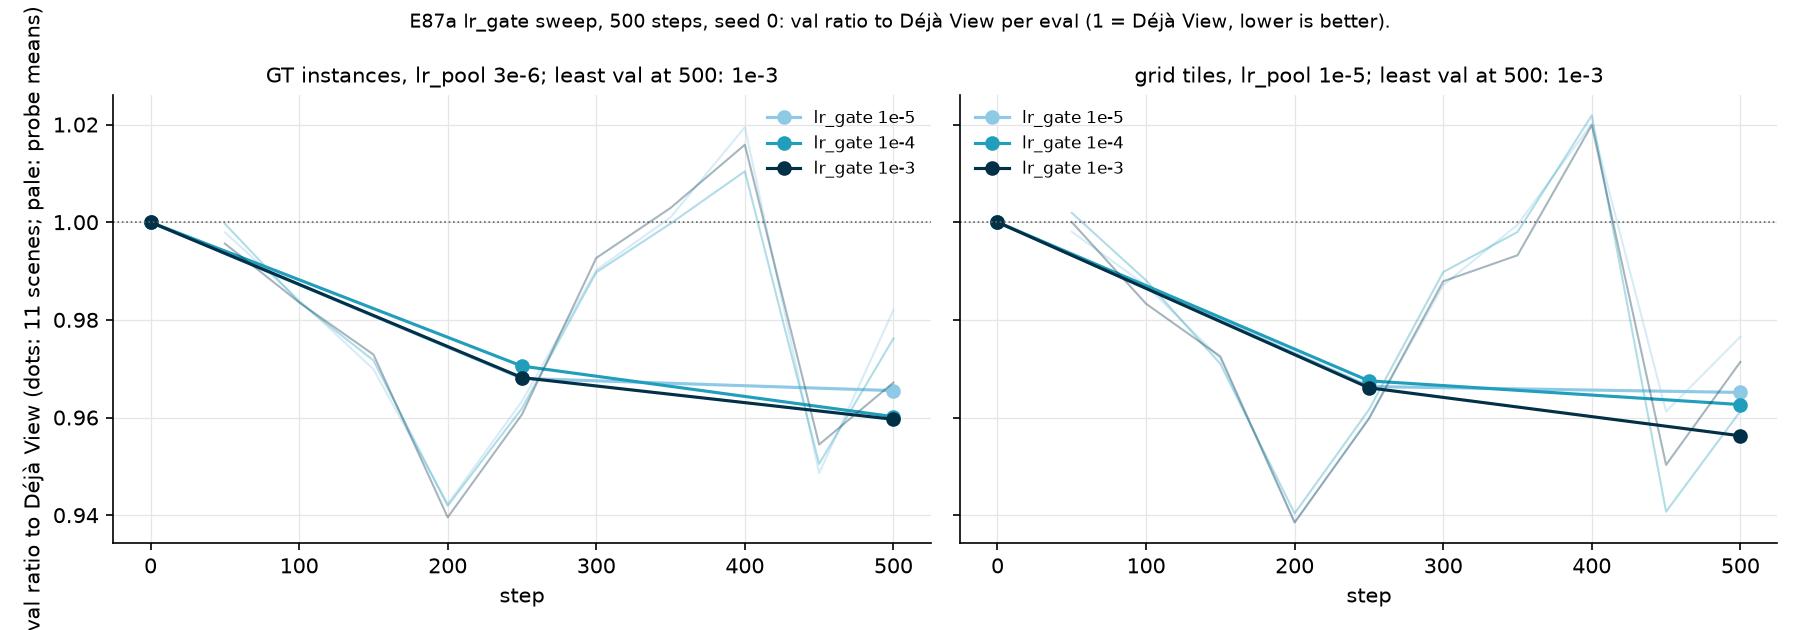 E87a lr_gate sweep, 500 steps, seed 0: val ratio to Déjà View per eval (1 = Déjà View, lower is better).
val ratio to Déjà View (dots: 11 scenes; pale: probe means)
GT instances, lr_pool 3e-6; least val at 500: 1e-3
lr_gate 1e-5
lr_gate 1e-4
lr_gate 1e-3
1.02
1.00
0.98
0.96
0.94
0 100 200 300 400 500
step
grid tiles, lr_pool 1e-5; least val at 500: 1e-3
lr_gate 1e-5
lr_gate 1e-4
lr_gate 1e-3
0 100 200 300 400 500
step